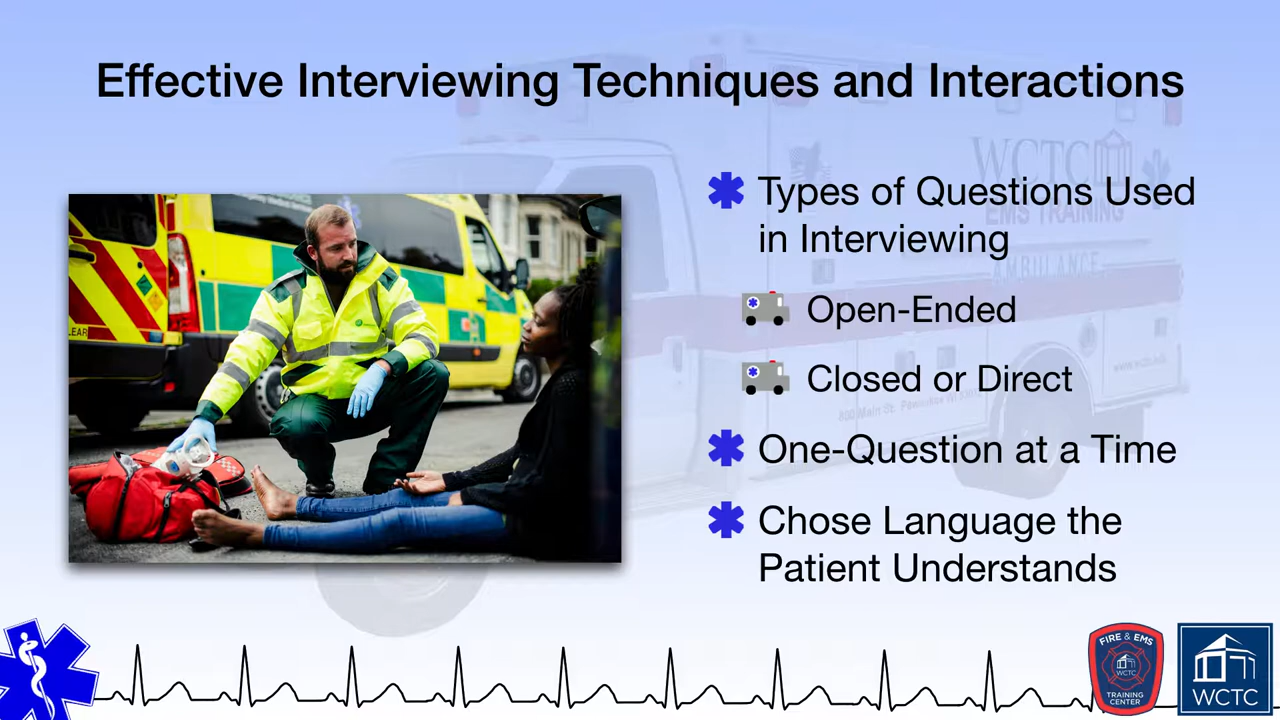 Effective Interviewing Techniques and Interactions
Types of Questions Used
in Interviewing
Open-Ended
Closed or Direct
One-Question at a Time
Chose Language the
Patient Understands
WCTC
EMS TRAINING
AMBULANCE
LEAR
FIRE & EMS
WCTC
TRAINING
CENTER
WCTC